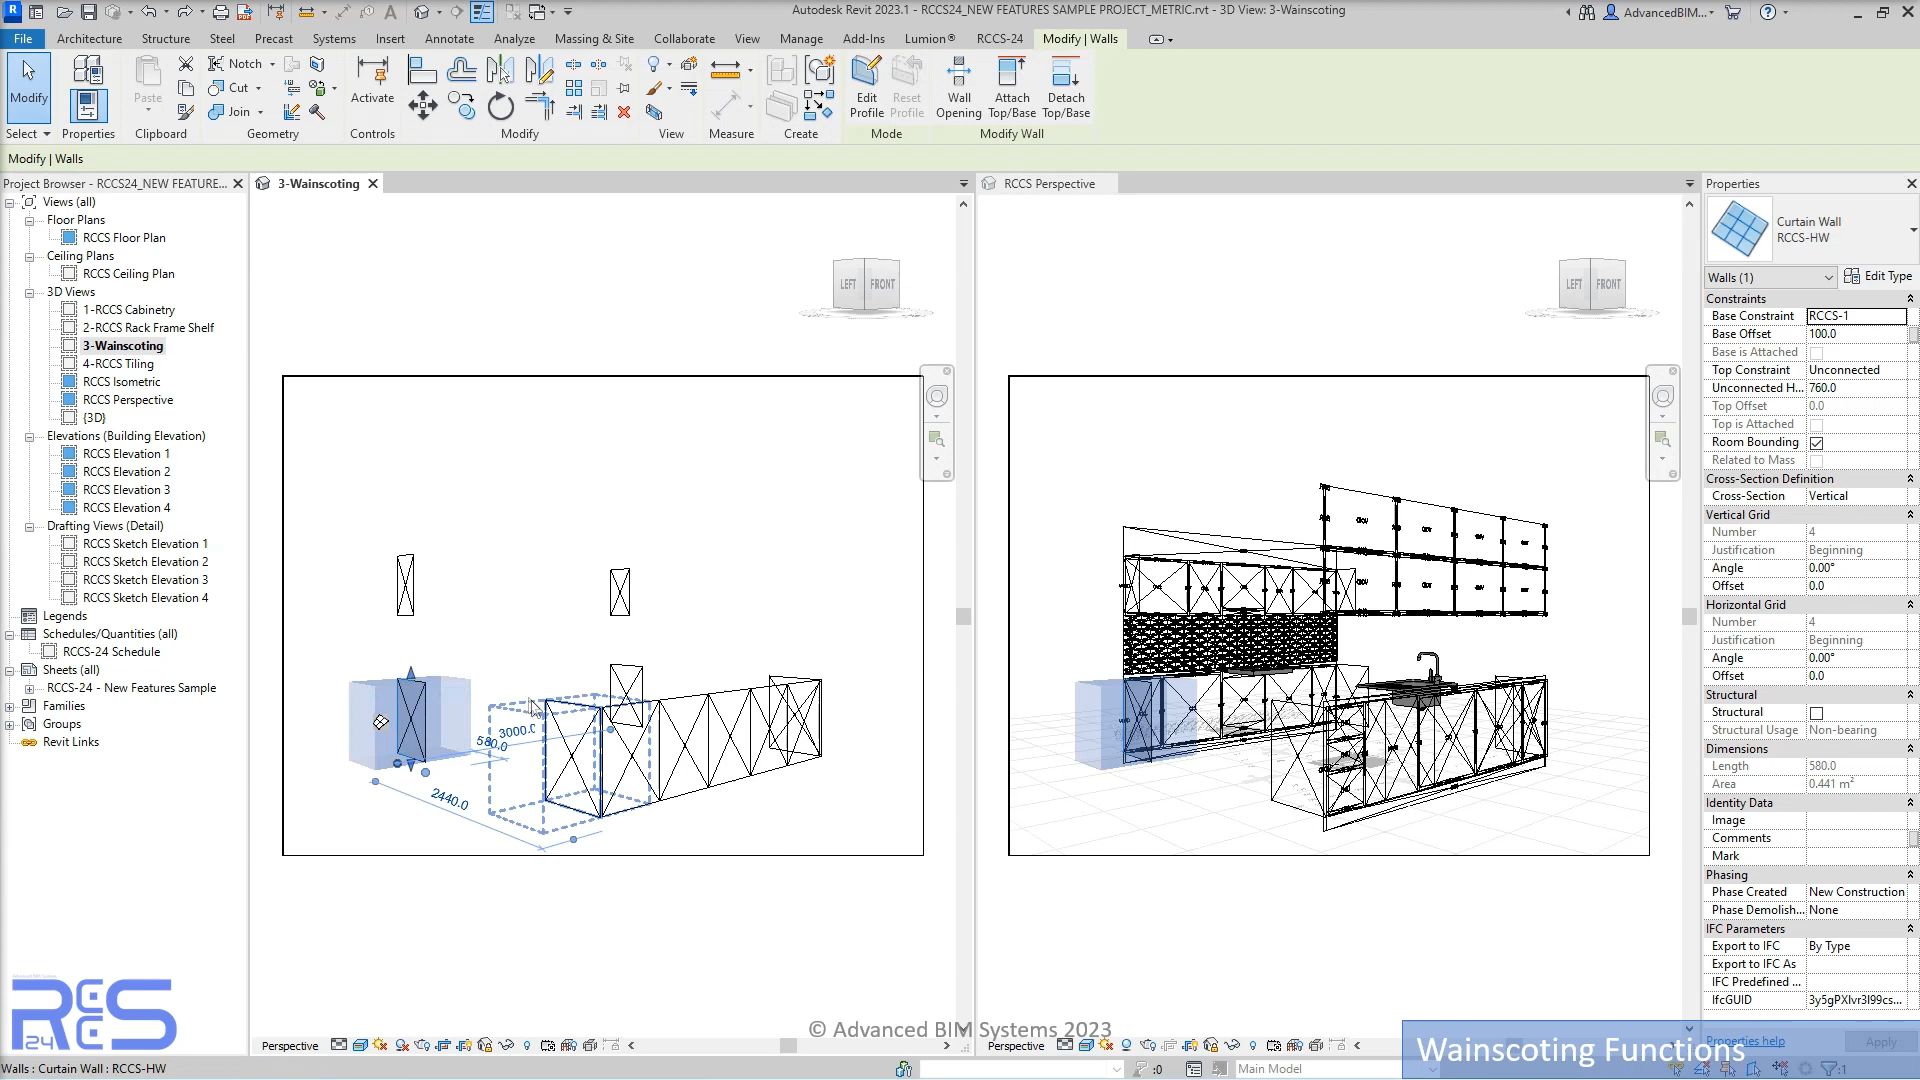 Autodesk Revit 2023.1 - RCCS24_NEW FEATURES SAMPLE PROJECT_METRIC.rvt - 3D View: 3-Wainscoting
AdvancedBIM...
File Architecture Structure Steel Precast Systems Insert Annotate Analyze Massing & Site Collaborate View Manage Add-Ins Lumion® RCCS-24 Modify | Walls
Modify
Paste
Notch
Cut
Join
Activate
Edit Profile
Reset Profile
Wall Opening
Attach Top/Base
Detach Top/Base
Select Properties Clipboard Geometry Controls Modify View Measure Create Mode Modify Wall
Modify | Walls
Project Browser - RCCS24_NEW FEATURE...
3-Wainscoting
RCCS Perspective
Properties
Views (all)
Floor Plans
RCCS Floor Plan
Ceiling Plans
RCCS Ceiling Plan
3D Views
1-RCCS Cabinetry
2-RCCS Rack Frame Shelf
3-Wainscoting
4-RCCS Tiling
RCCS Isometric
RCCS Perspective
{3D}
Elevations (Building Elevation)
RCCS Elevation 1
RCCS Elevation 2
RCCS Elevation 3
RCCS Elevation 4
Drafting Views (Detail)
RCCS Sketch Elevation 1
RCCS Sketch Elevation 2
RCCS Sketch Elevation 3
RCCS Sketch Elevation 4
Legends
Schedules/Quantities (all)
RCCS-24 Schedule
Sheets (all)
RCCS-24 - New Features Sample
Families
Groups
Revit Links
LEFT FRONT
3000.0
580.0
2440.0
LEFT FRONT
Curtain Wall
RCCS-HW
Walls (1) Edit Type
Constraints
Base Constraint RCCS-1
Base Offset 100.0
Base is Attached
Top Constraint Unconnected
Unconnected H... 760.0
Top Offset 0.0
Top is Attached
Room Bounding
Related to Mass
Cross-Section Definition
Cross-Section Vertical
Vertical Grid
Number 4
Justification Beginning
Angle 0.00°
Offset 0.0
Horizontal Grid
Number 4
Justification Beginning
Angle 0.00°
Offset 0.0
Structural
Structural
Structural Usage Non-bearing
Dimensions
Length 580.0
Area 0.441 m²
Identity Data
Image
Comments
Mark
Phasing
Phase Created New Construction
Phase Demolish... None
IFC Parameters
Export to IFC By Type
Export to IFC As
IFC Predefined ...
IfcGUID 3y5gPXIvr3I99cs...
Properties help Apply
RCCS
24
© Advanced BIM Systems 2023
Perspective
Perspective
Wainscoting Functions
Walls : Curtain Wall : RCCS-HW
:0
Main Model
:1